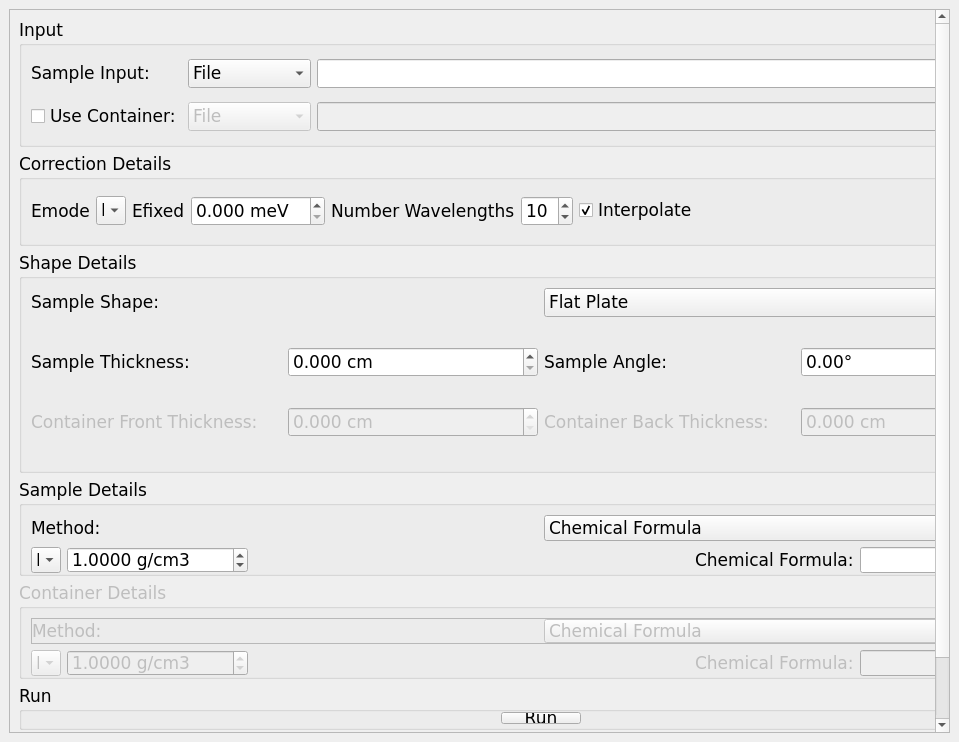 Input
Sample Input: File
Use Container: File
Correction Details
Emode Efixed 0.000 meV Number Wavelengths 10 Interpolate
Shape Details
Sample Shape: Flat Plate
Sample Thickness: 0.000 cm Sample Angle: 0.00°
Container Front Thickness: 0.000 cm Container Back Thickness: 0.000 cm
Sample Details
Method: Chemical Formula
1.0000 g/cm3 Chemical Formula:
Container Details
Method: Chemical Formula
1.0000 g/cm3 Chemical Formula:
Run
Run